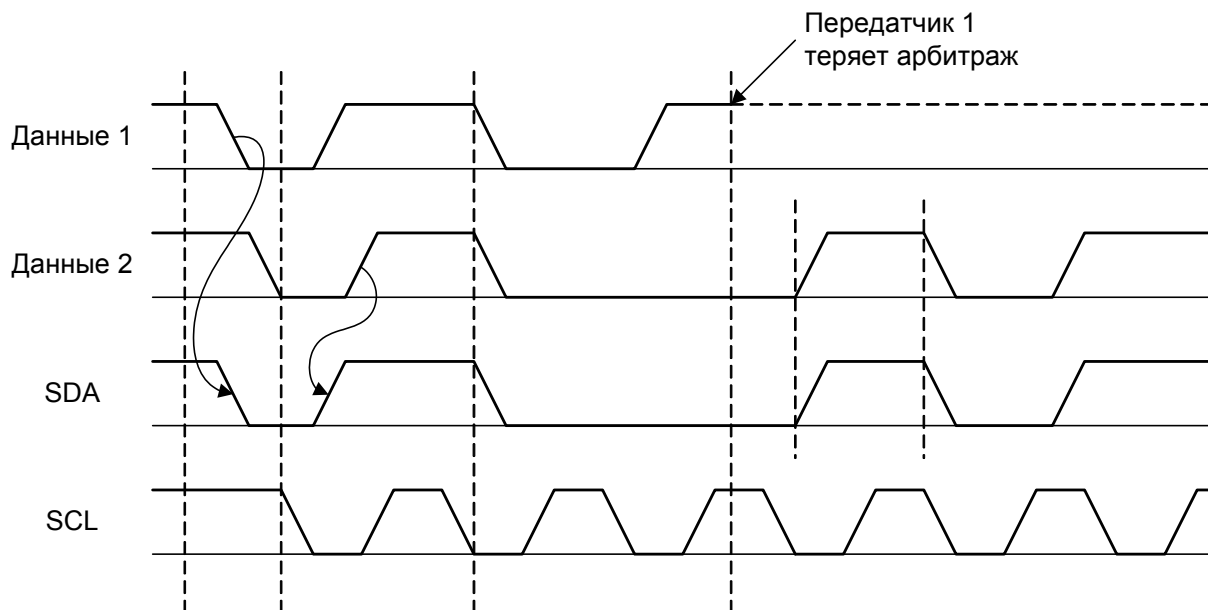 Передатчик 1
теряет арбитраж
Данные 1
Данные 2
SDA
SCL